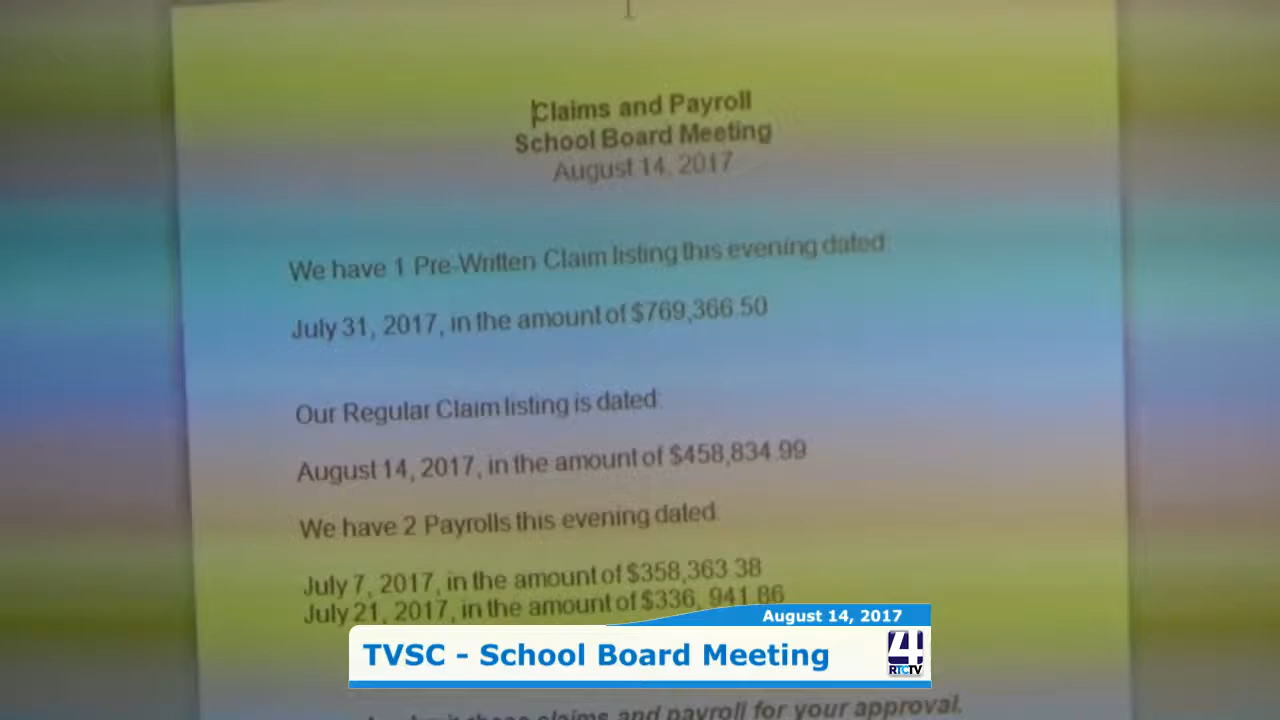 Claims and Payroll
School Board Meeting
August 14, 2017
We have 1 Pre-Written Claim listing this evening dated:
July 31, 2017, in the amount of $769,366.50
Our Regular Claim listing is dated:
August 14, 2017, in the amount of $458,834.99
We have 2 Payrolls this evening dated:
July 7, 2017, in the amount of $358,363.38
July 21, 2017, in the amount of $336, 941.86
these claims and payroll for your approval.
August 14, 2017
TVSC - School Board Meeting
4
RTCTV